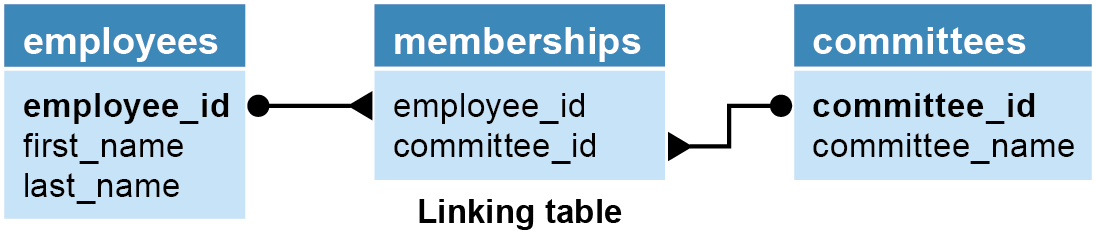 employees
employee_id
first_name
last_name
memberships
employee_id
committee_id
Linking table
committees
committee_id
committee_name